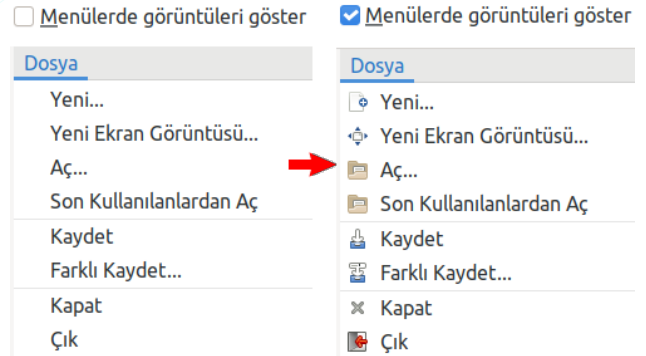 Menülerde görüntüleri göster
Dosya
Yeni...
Yeni Ekran Görüntüsü...
Aç...
Son Kullanılanlardan Aç
Kaydet
Farklı Kaydet...
Kapat
Çık
Menülerde görüntüleri göster
Dosya
Yeni...
Yeni Ekran Görüntüsü...
Aç...
Son Kullanılanlardan Aç
Kaydet
Farklı Kaydet...
Kapat
Çık